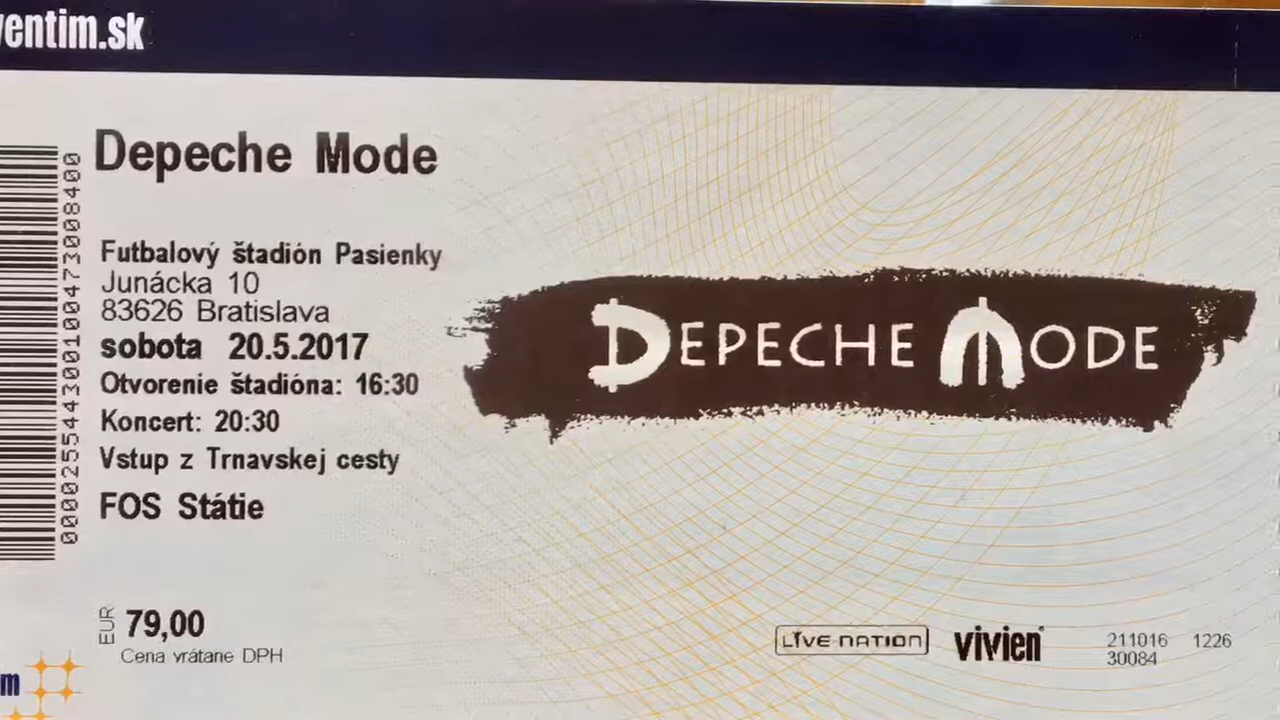 ventim.sk
Depeche Mode
Futbalový štadión Pasienky
Junácka 10
83626 Bratislava
sobota 20.5.2017
Otvorenie štadióna: 16:30
Koncert: 20:30
Vstup z Trnavskej cesty
FOS Státie
EUR 79,00
Cena vrátane DPH
0000255443001004730008400
DEPECHE MODE
LIVE NATION
vivien
211016 1226
30084
m